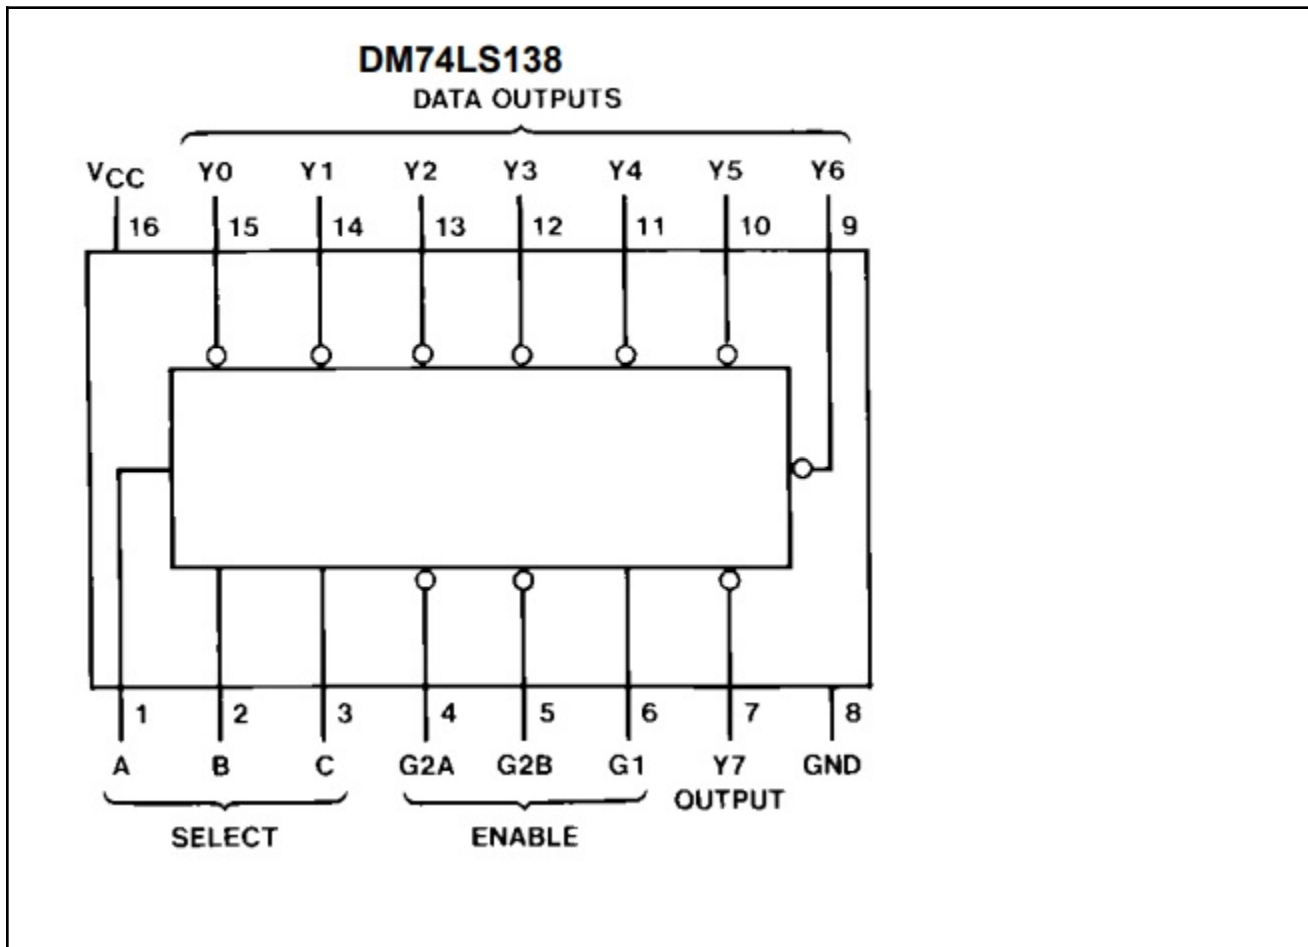 DM74LS138
DATA OUTPUTS
VCC Y0 Y1 Y2 Y3 Y4 Y5 Y6
16 15 14 13 12 11 10 9
1 2 3 4 5 6 7 8
A B C G2A G2B G1 Y7 GND
OUTPUT
SELECT ENABLE